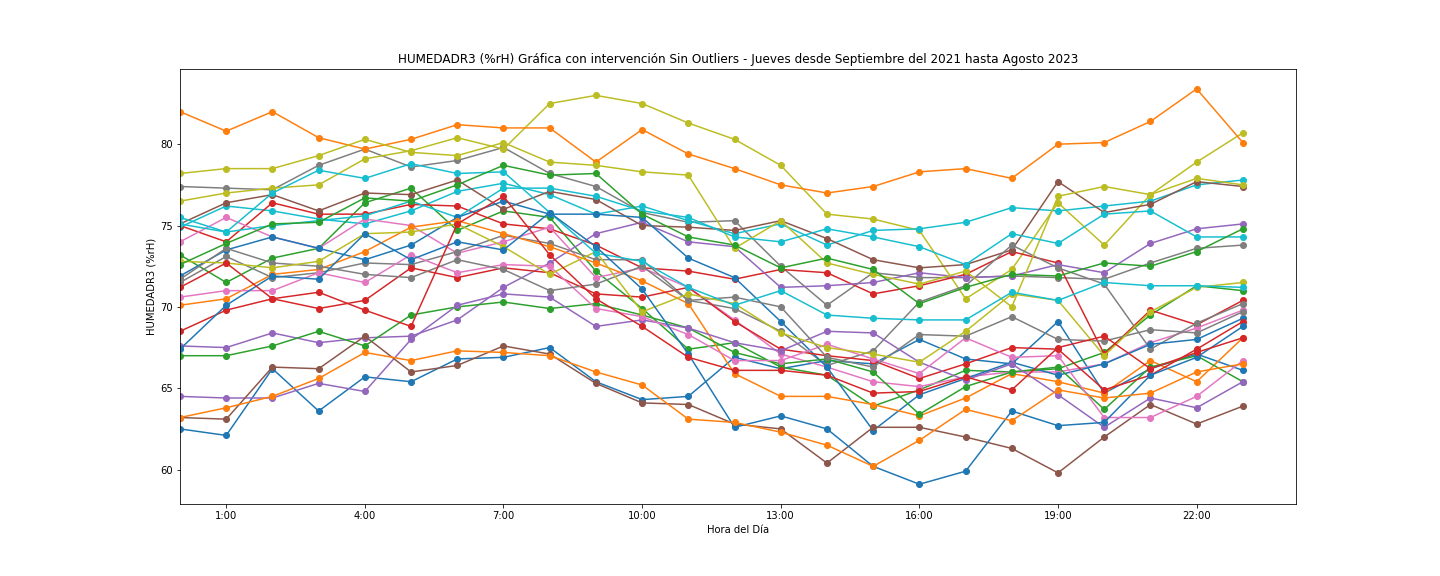 HUMEDADR3 (%rH) Gráfica con intervención Sin Outliers - Jueves desde Septiembre del 2021 hasta Agosto 2023
80
75
70
65
60
HUMEDADR3 (%rH)
1:00 4:00 7:00 10:00 13:00 16:00 19:00 22:00
Hora del Día